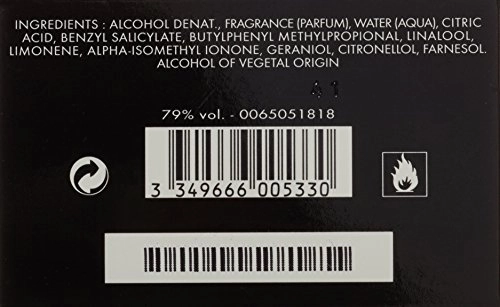 INGREDIENTS : ALCOHOL DENAT., FRAGRANCE (PARFUM), WATER (AQUA), CITRIC
ACID, BENZYL SALICYLATE, BUTYLPHENYL METHYLPROPIONAL, LINALOOL,
LIMONENE, ALPHA-ISOMETHYL IONONE, GERANIOL, CITRONELLOL, FARNESOL.
ALCOHOL OF VEGETAL ORIGIN
41
79% vol. - 0065051818
3 349666 005330